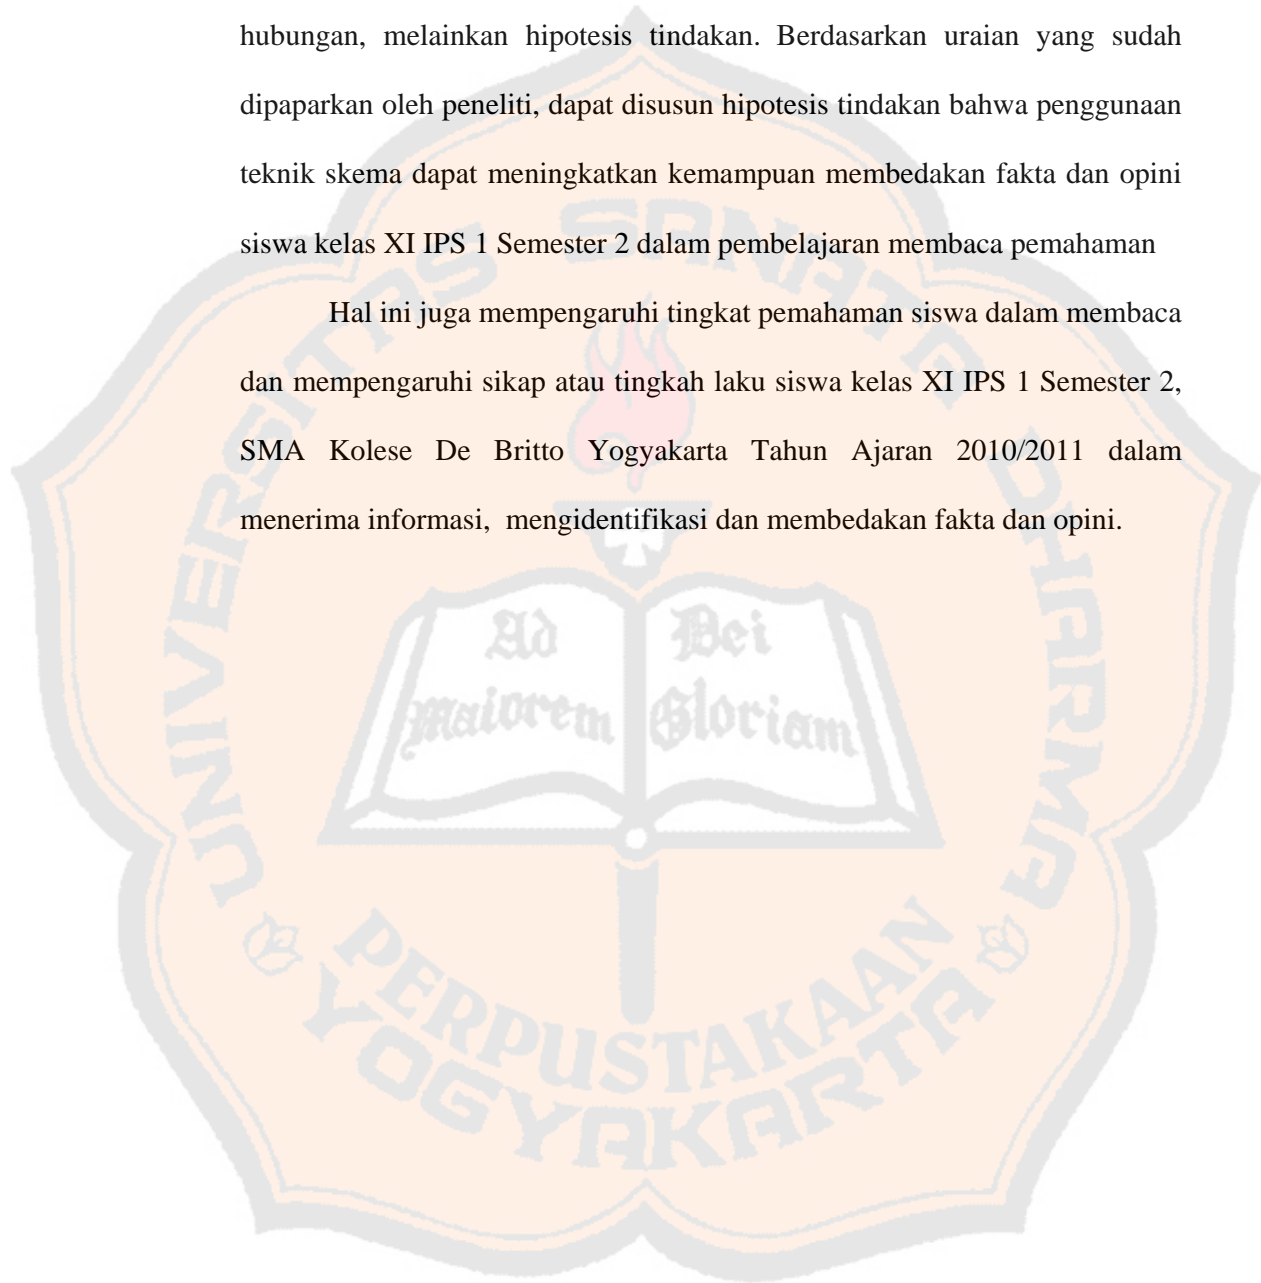 hubungan, melainkan hipotesis tindakan. Berdasarkan uraian yang sudah
dipaparkan oleh peneliti, dapat disusun hipotesis tindakan bahwa penggunaan
teknik skema dapat meningkatkan kemampuan membedakan fakta dan opini
siswa kelas XI IPS 1 Semester 2 dalam pembelajaran membaca pemahaman
Hal ini juga mempengaruhi tingkat pemahaman siswa dalam membaca
dan mempengaruhi sikap atau tingkah laku siswa kelas XI IPS 1 Semester 2,
SMA Kolese De Britto Yogyakarta Tahun Ajaran 2010/2011 dalam
menerima informasi, mengidentifikasi dan membedakan fakta dan opini.
UNIVERSITAS SANATA DHARMA
Ad Dei
maiorem Gloriam
PERPUSTAKAAN
YOGYAKARTA